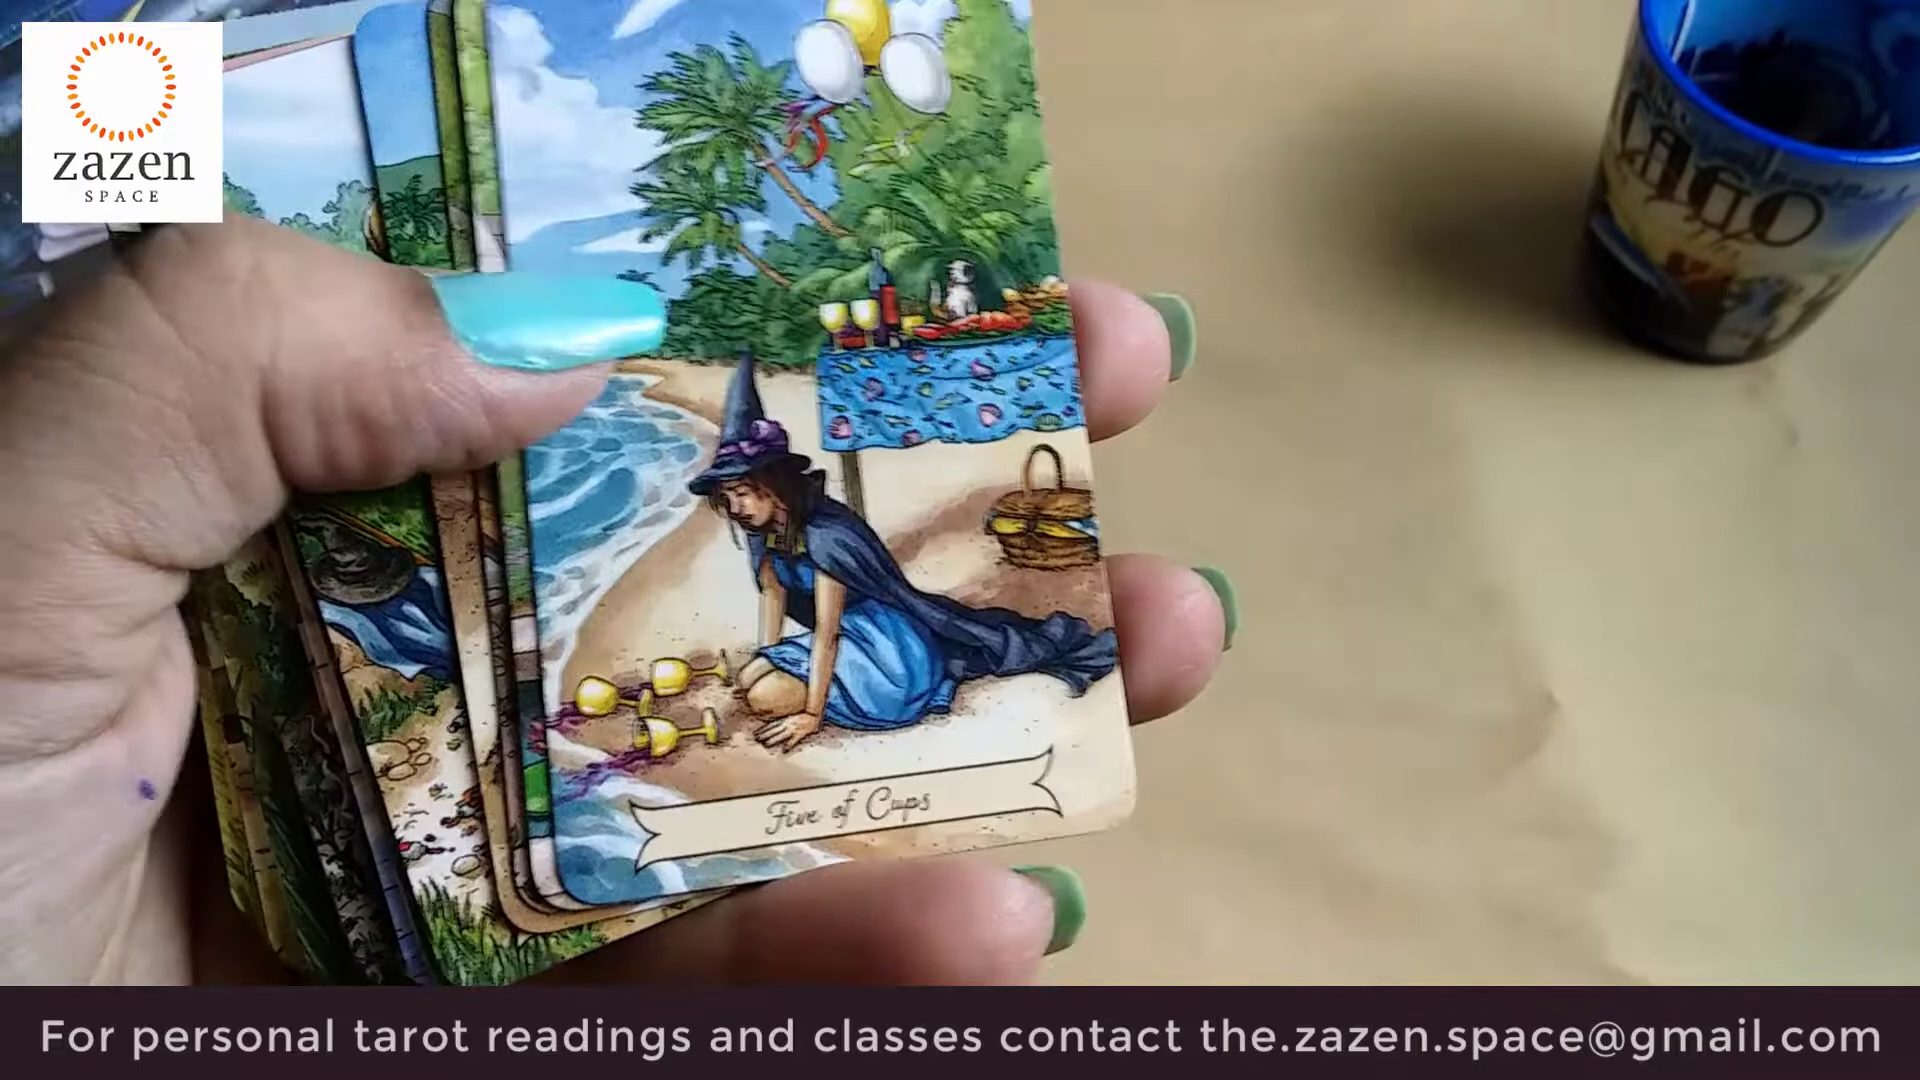 zazen
SPACE
Five of Cups
For personal tarot readings and classes contact the.zazen.space@gmail.com